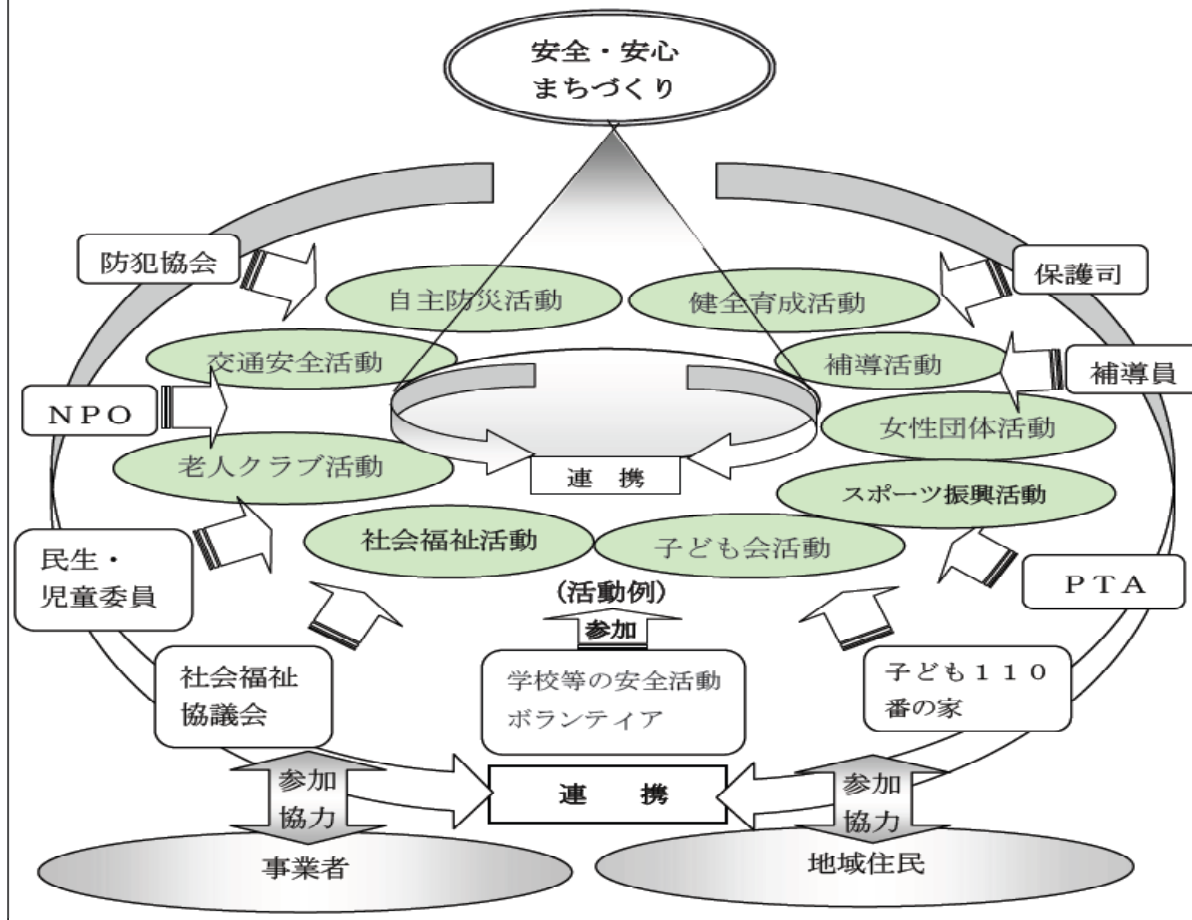 安全・安心
まちづくり
防犯協会
保護司
自主防災活動
健全育成活動
交通安全活動
補導活動
補導員
NPO
女性団体活動
老人クラブ活動
連　携
スポーツ振興活動
社会福祉活動
子ども会活動
民生・
児童委員
PTA
(活動例)
参加
社会福祉
協議会
学校等の安全活動
ボランティア
子ども110
番の家
参加
協力
連　携
参加
協力
事業者
地域住民